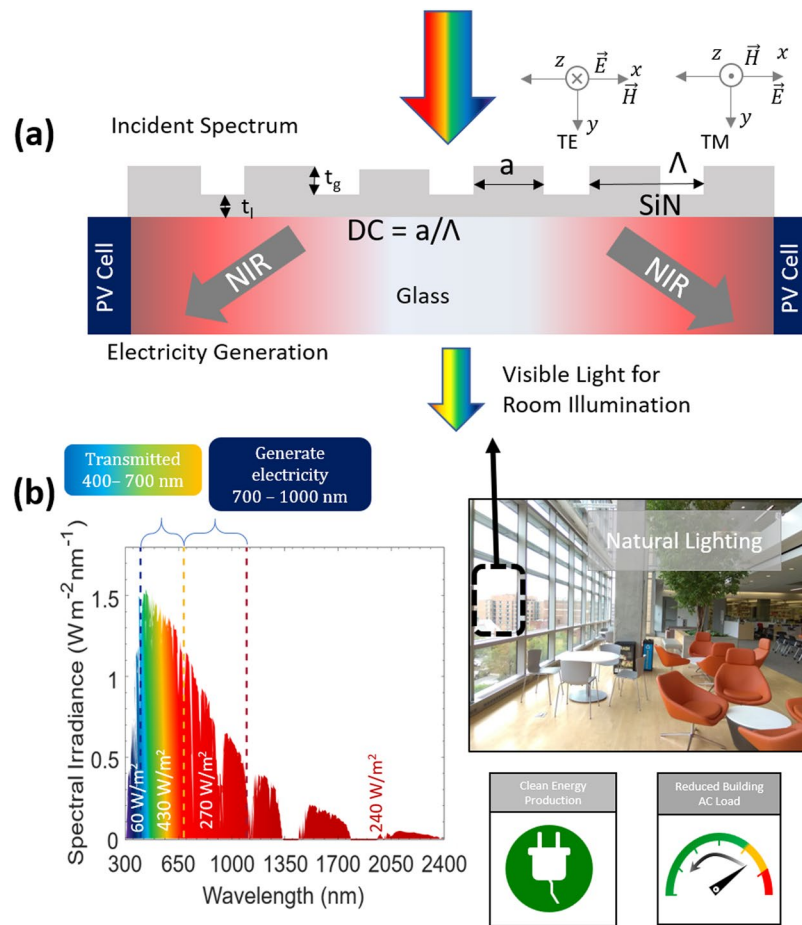 (a)
Incident Spectrum
z E⃗ x
H⃗
y
TE
z H⃗ x
E⃗
y
TM
t_g
t_l
a
Λ
SiN
DC = a/Λ
PV Cell
NIR
Glass
NIR
PV Cell
Electricity Generation
Visible Light for
Room Illumination
(b)
Transmitted
400– 700 nm
Generate
electricity
700 – 1000 nm
Spectral Irradiance (Wm⁻²nm⁻¹)
1.5
1
0.5
0
60 W/m²
430 W/m²
270 W/m²
240 W/m²
300 650 1000 1350 1700 2050 2400
Wavelength (nm)
Natural Lighting
Clean Energy
Production
Reduced Building
AC Load